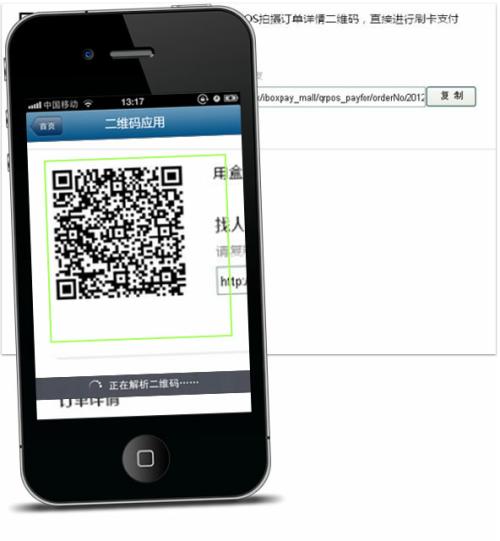 OS拍摄订单详情二维码，直接进行刷卡支付
/iboxpay_mall/qrpos_payfor/orderNo/2012
复 制
中国移动
13:17
首页
二维码应用
用盒
找人
请复
http:/
正在解析二维码······
订单详情